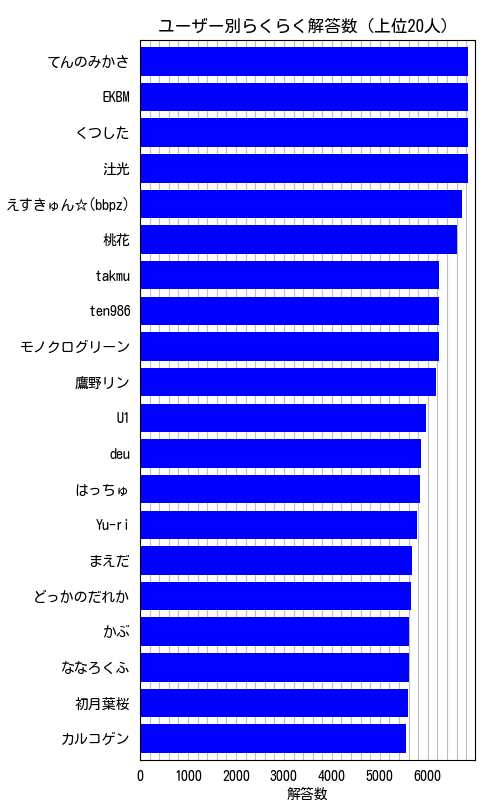 ユーザー別らくらく解答数（上位20人）
てんのみかさ
EKBM
くつした
汢光
えすきゅん☆(bbpz)
桃花
takmu
ten986
モノクログリーン
鷹野リン
U1
deu
はっちゅ
Yu-ri
まえだ
どっかのだれか
かぶ
ななろくふ
初月葉桜
カルコゲン
0 1000 2000 3000 4000 5000 6000
解答数